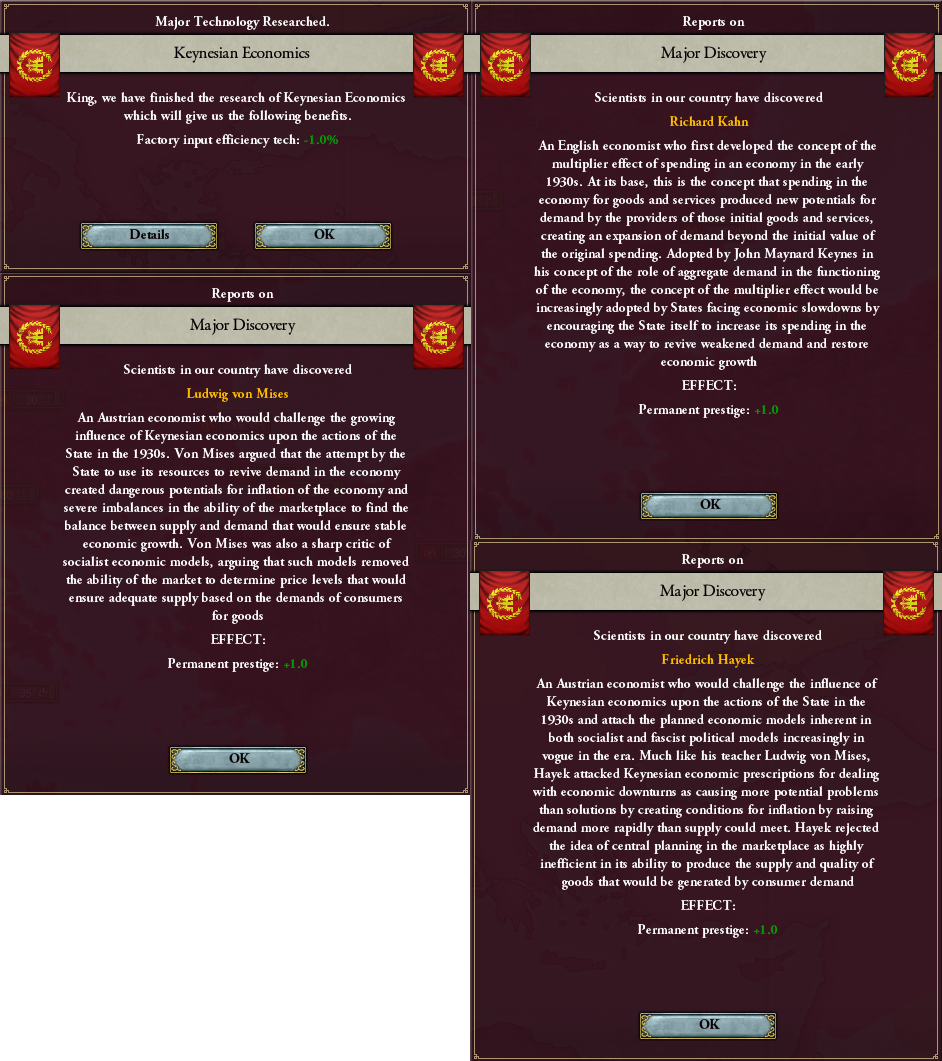 Major Technology Researched.
Keynesian Economics
King, we have finished the research of Keynesian Economics
which will give us the following benefits.
Factory input efficiency tech: -1.0%
Details
OK
Reports on
Major Discovery
Scientists in our country have discovered
Ludwig von Mises
An Austrian economist who would challenge the growing
influence of Keynesian economics upon the actions of the
State in the 1930s. Von Mises argued that the attempt by the
State to use its resources to revive demand in the economy
created dangerous potentials for inflation of the economy and
severe imbalances in the ability of the marketplace to find the
balance between supply and demand that would ensure stable
economic growth. Von Mises was also a sharp critic of
socialist economic models, arguing that such models removed
the ability of the market to determine price levels that would
ensure adequate supply based on the demands of consumers
for goods
EFFECT:
Permanent prestige: +1.0
OK
Reports on
Major Discovery
Scientists in our country have discovered
Richard Kahn
An English economist who first developed the concept of the
multiplier effect of spending in an economy in the early
1930s. At its base, this is the concept that spending in the
economy for goods and services produced new potentials for
demand by the providers of those initial goods and services,
creating an expansion of demand beyond the initial value of
the original spending. Adopted by John Maynard Keynes in
his concept of the role of aggregate demand in the functioning
of the economy, the concept of the multiplier effect would be
increasingly adopted by States facing economic slowdowns by
encouraging the State itself to increase its spending in the
economy as a way to revive weakened demand and restore
economic growth
EFFECT:
Permanent prestige: +1.0
OK
Reports on
Major Discovery
Scientists in our country have discovered
Friedrich Hayek
An Austrian economist who would challenge the influence of
Keynesian economics upon the actions of the State in the
1930s and attach the planned economic models inherent in
both socialist and fascist political models increasingly in
vogue in the era. Much like his teacher Ludwig von Mises,
Hayek attacked Keynesian economic prescriptions for dealing
with economic downturns as causing more potential problems
than solutions by creating conditions for inflation by raising
demand more rapidly than supply could meet. Hayek rejected
the idea of central planning in the marketplace as highly
inefficient in its ability to produce the supply and quality of
goods that would be generated by consumer demand
EFFECT:
Permanent prestige: +1.0
OK